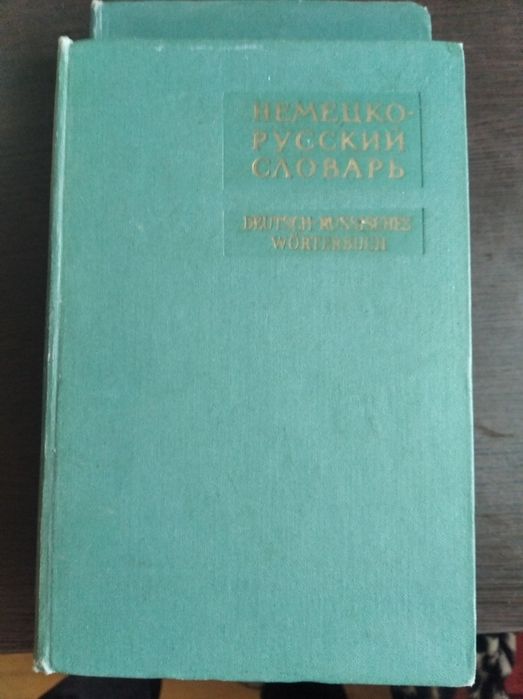 НЕМЕЦКО-
РУССКИЙ
СЛОВАРЬ
DEUTSCH-RUSSISCHES
WÖRTERBUCH